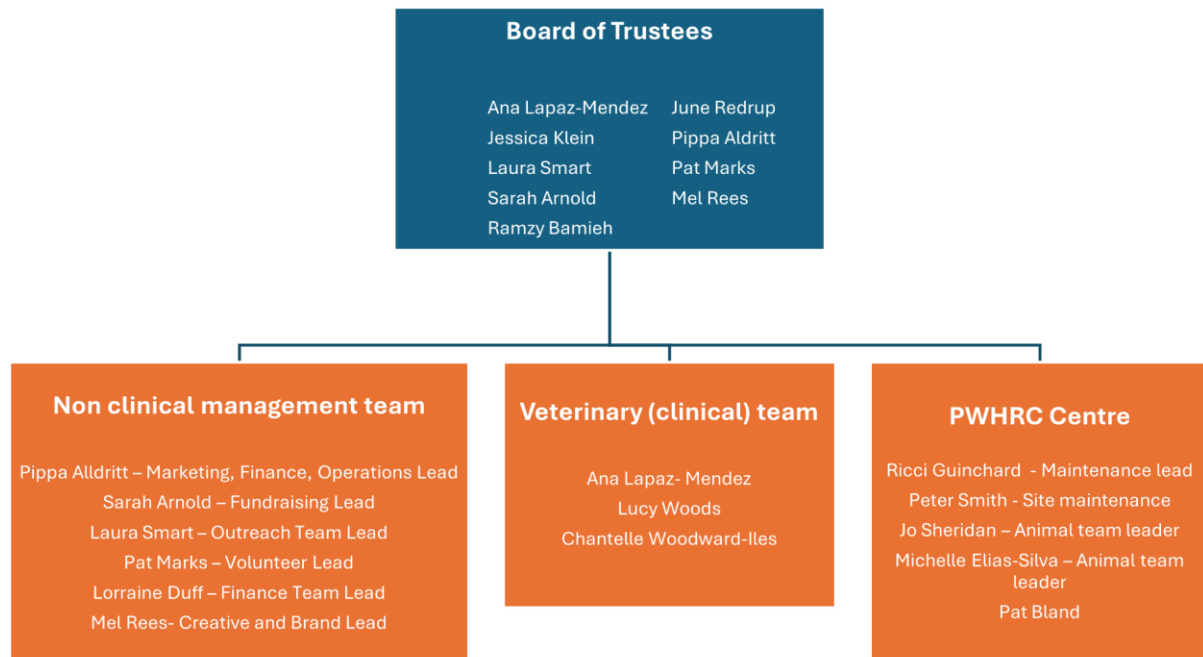 Board of Trustees
Ana Lapaz-Mendez
Jessica Klein
Laura Smart
Sarah Arnold
Ramzy Bamieh
June Redrup
Pippa Aldritt
Pat Marks
Mel Rees
Non clinical management team
Pippa Alldritt – Marketing, Finance, Operations Lead
Sarah Arnold – Fundraising Lead
Laura Smart – Outreach Team Lead
Pat Marks – Volunteer Lead
Lorraine Duff – Finance Team Lead
Mel Rees- Creative and Brand Lead
Veterinary (clinical) team
Ana Lapaz- Mendez
Lucy Woods
Chantelle Woodward-Iles
PWHRC Centre
Ricci Guinchard  - Maintenance lead
Peter Smith - Site maintenance
Jo Sheridan – Animal team leader
Michelle Elias-Silva – Animal team
leader
Pat Bland